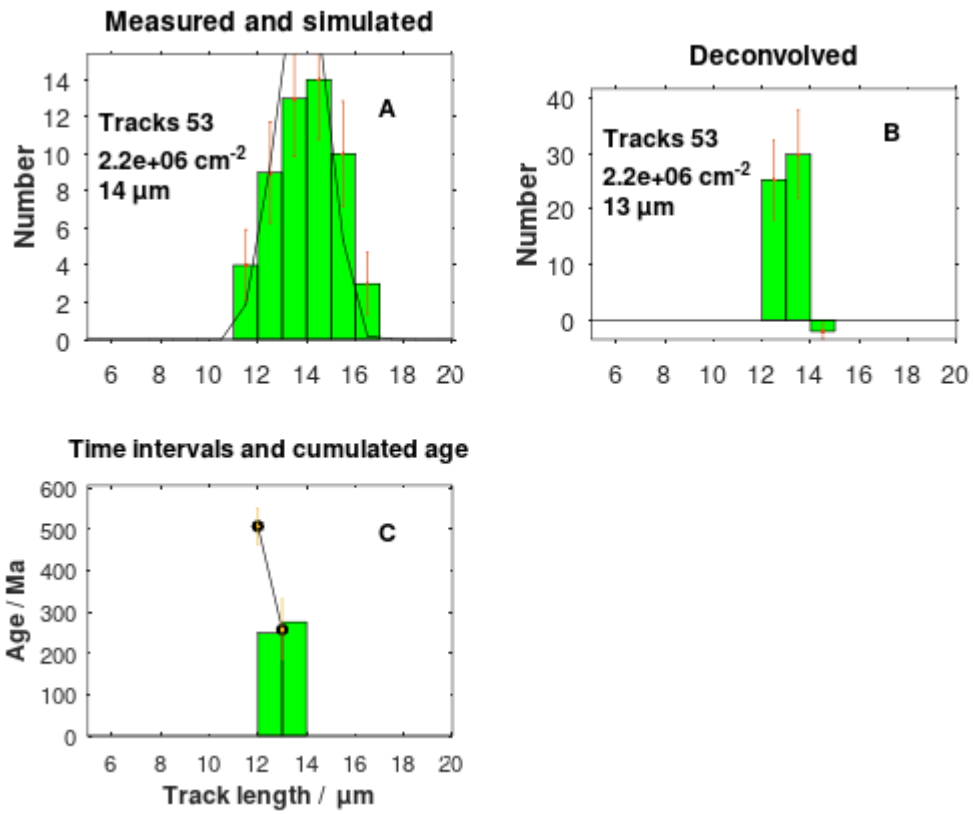 Measured and simulated
14
12
10
8
6
4
2
0
Number
Tracks 53
2.2e+06 cm-2
14 µm
A
6 8 10 12 14 16 18 20
Deconvolved
40
30
20
10
0
Number
Tracks 53
2.2e+06 cm-2
13 µm
B
6 8 10 12 14 16 18 20
Time intervals and cumulated age
600
500
400
300
200
100
0
Age / Ma
C
6 8 10 12 14 16 18 20
Track length / µm